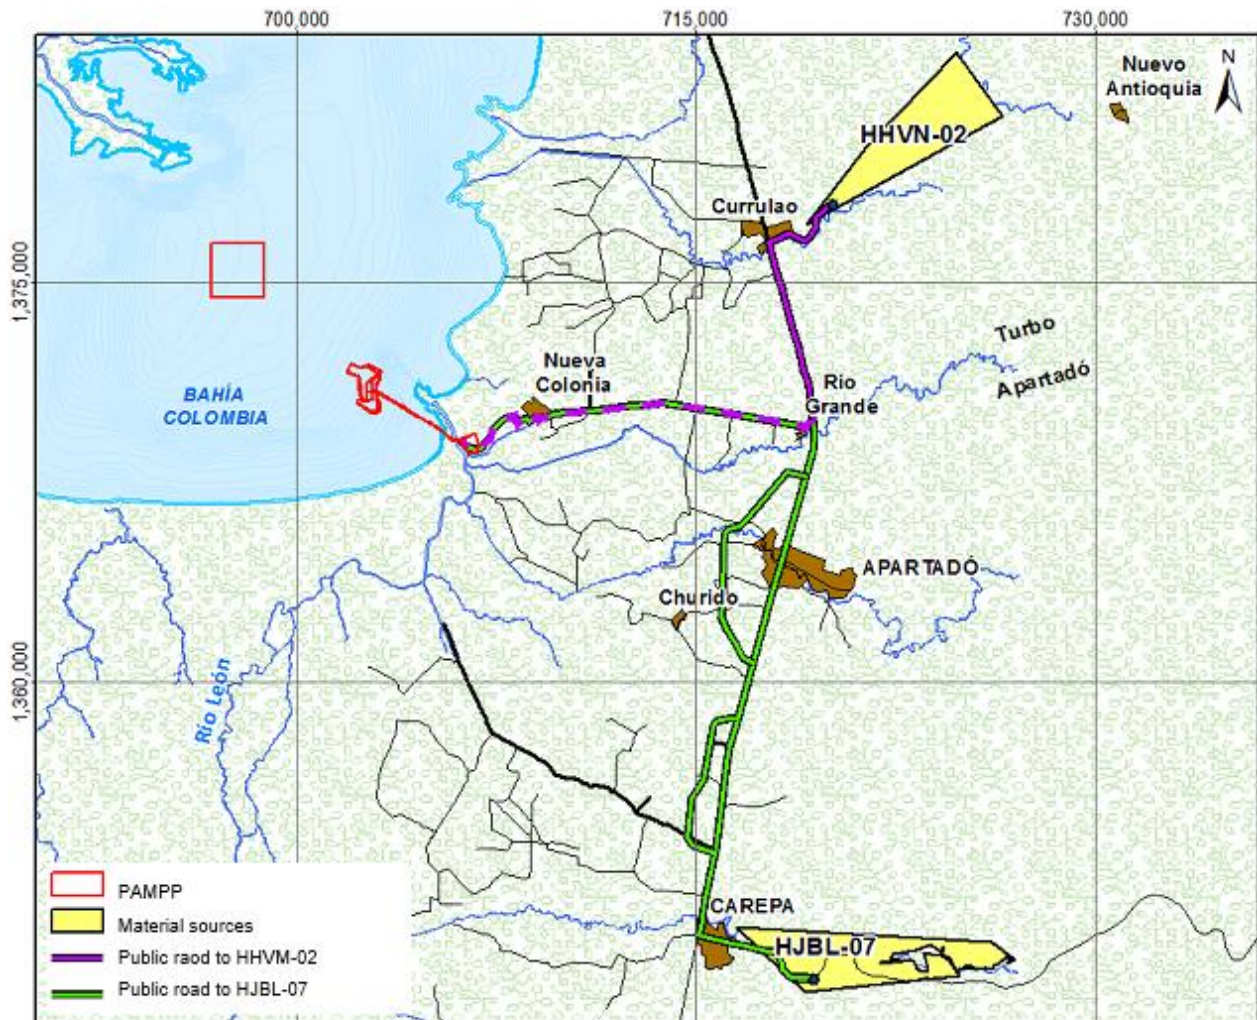 700,000
715,000
730,000
Nuevo
Antioquia
N
HHVN-02
Currulao
1,375,000
Turbo
Apartadó
Nueva
Colonia
Río
Grande
BAHÍA
COLOMBIA
APARTADÓ
Churido
1,360,000
Río León
CAREPA
HJBL-07
PAMPP
Material sources
Public raod to HHVM-02
Public road to HJBL-07